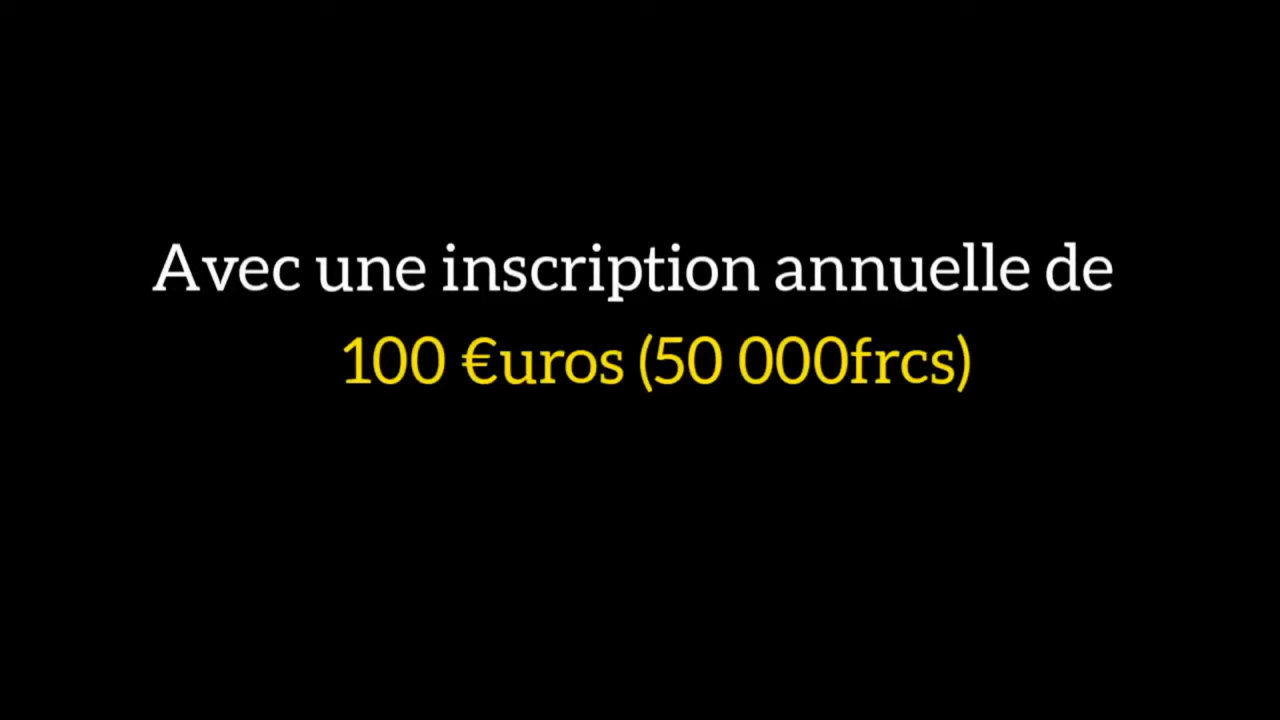 Avec une inscription annuelle de
100 €uros (50 000frcs)